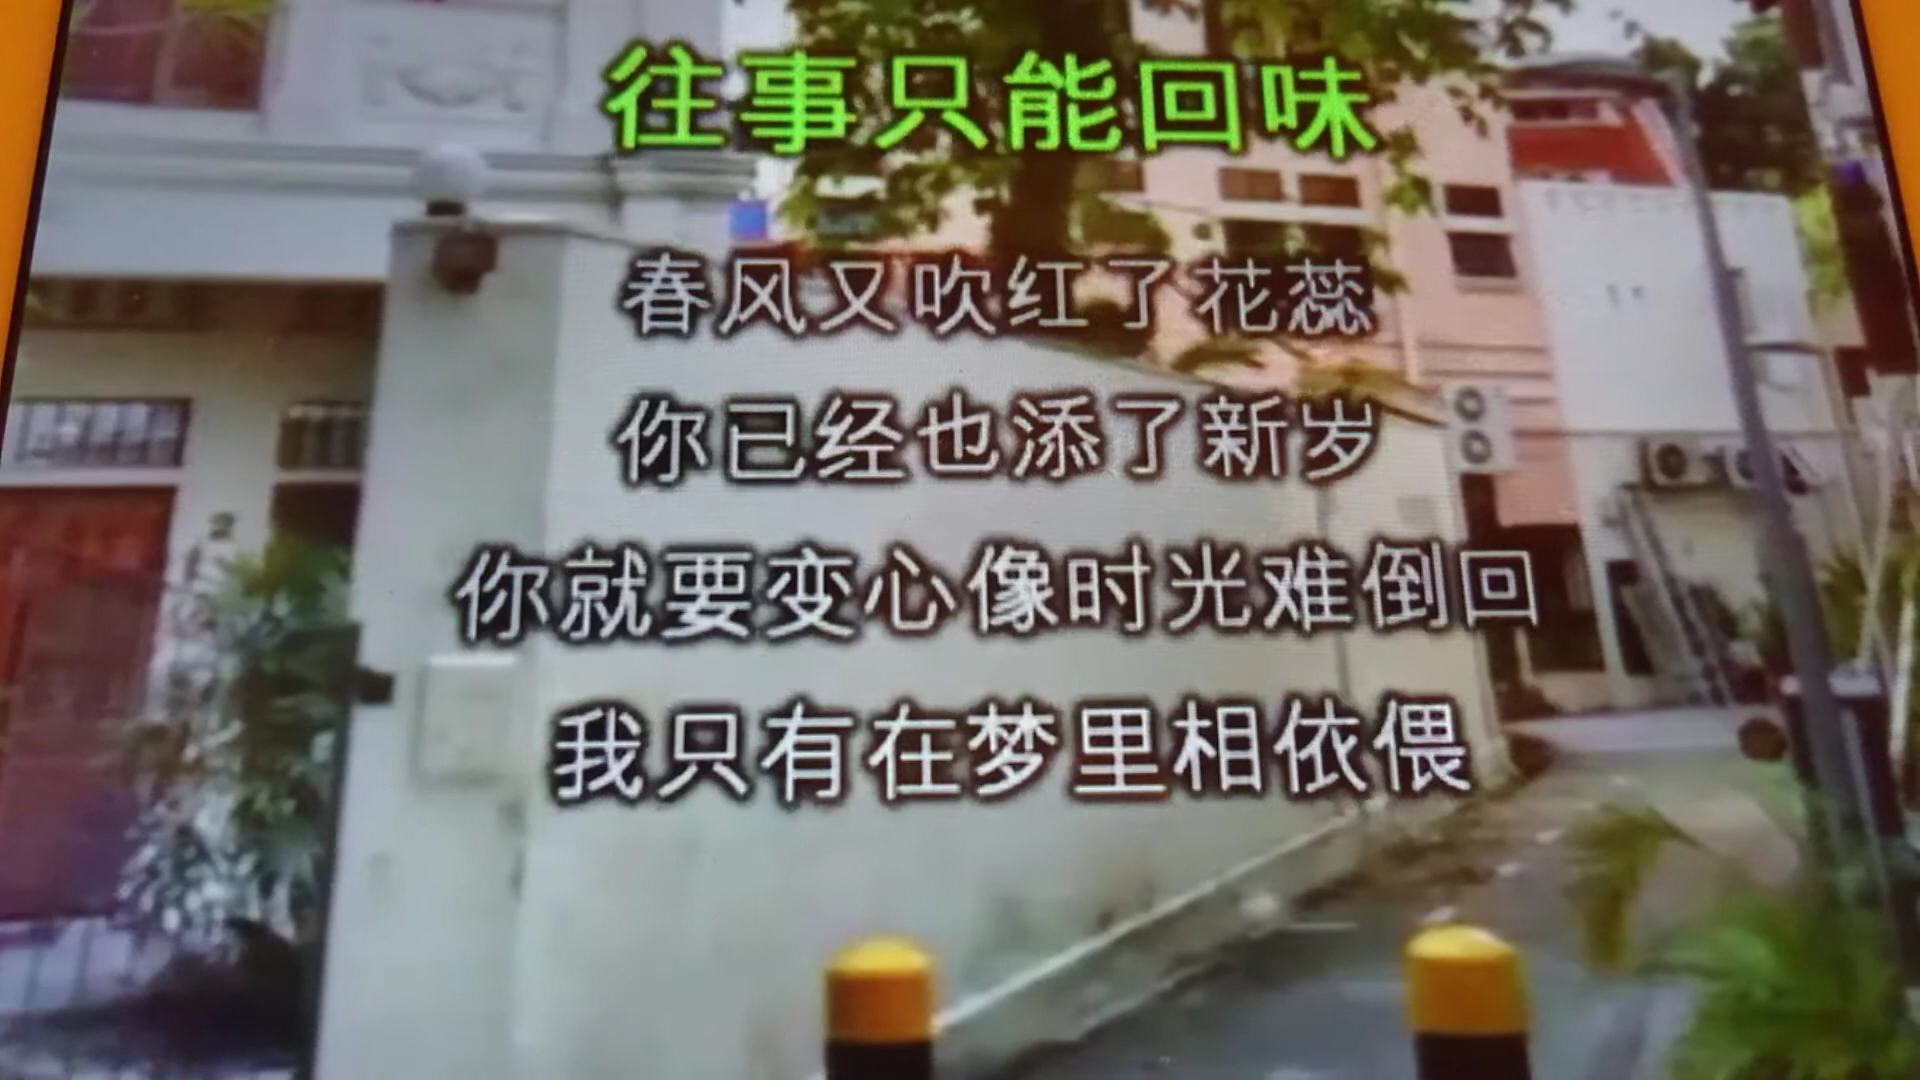 往事只能回味
春风又吹红了花蕊
你已经也添了新岁
你就要变心像时光难倒回
我只有在梦里相依偎